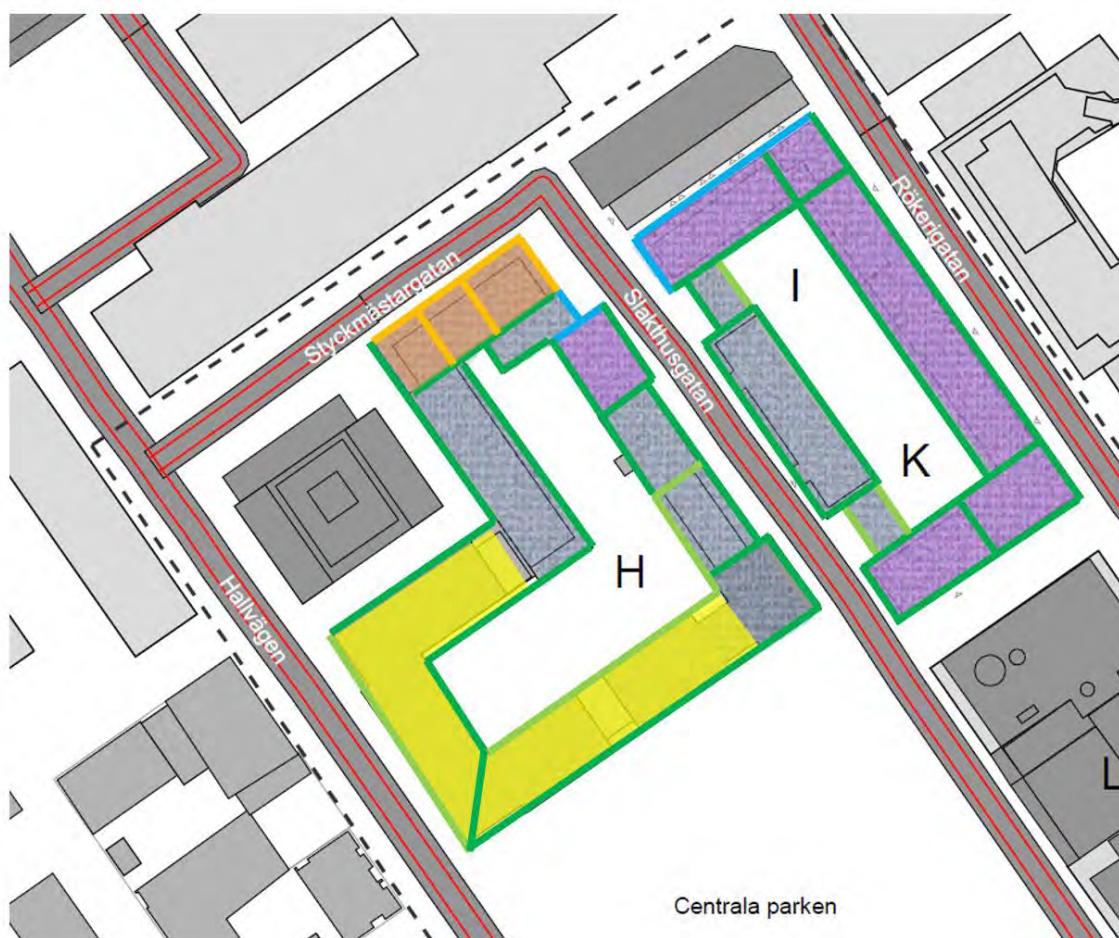 Styckmästargatan
Slakthusgatan
Rökerigatan
Hallvägen
I
K
H
L
Centrala parken